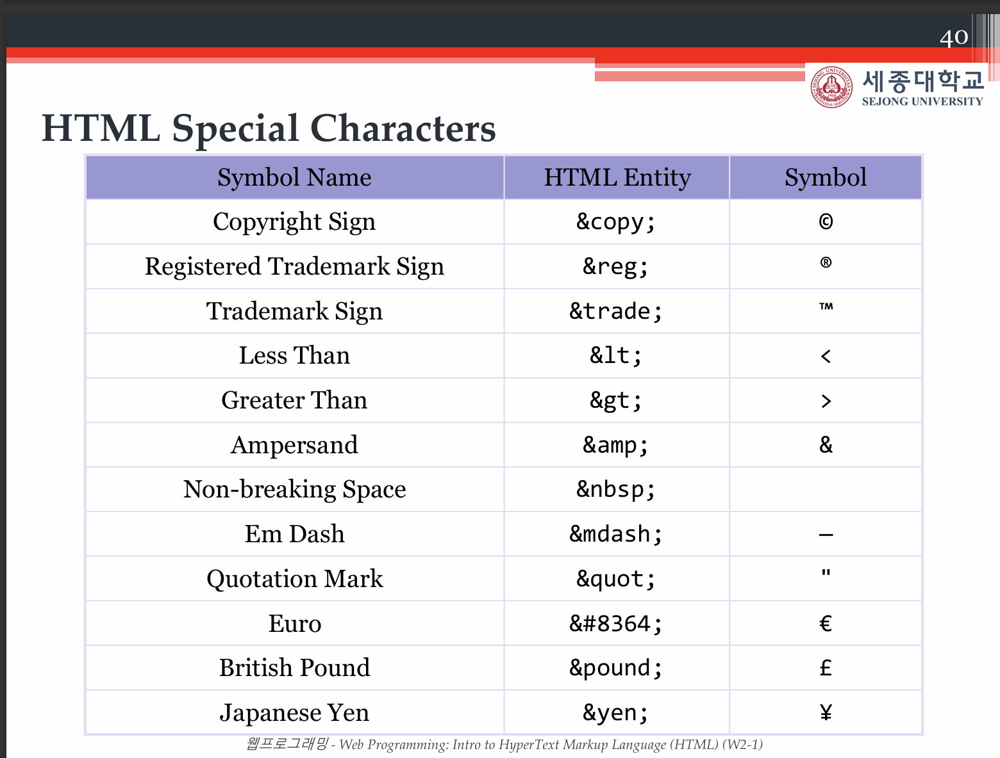 40
세종대학교
SEJONG UNIVERSITY
HTML Special Characters
Symbol Name HTML Entity Symbol
Copyright Sign &copy; ©
Registered Trademark Sign &reg; ®
Trademark Sign &trade; ™
Less Than &lt; <
Greater Than &gt; >
Ampersand &amp; &
Non-breaking Space &nbsp;
Em Dash &mdash; —
Quotation Mark &quot; "
Euro &#8364; €
British Pound &pound; £
Japanese Yen &yen; ¥
웹프로그래밍 - Web Programming: Intro to HyperText Markup Language (HTML) (W2-1)